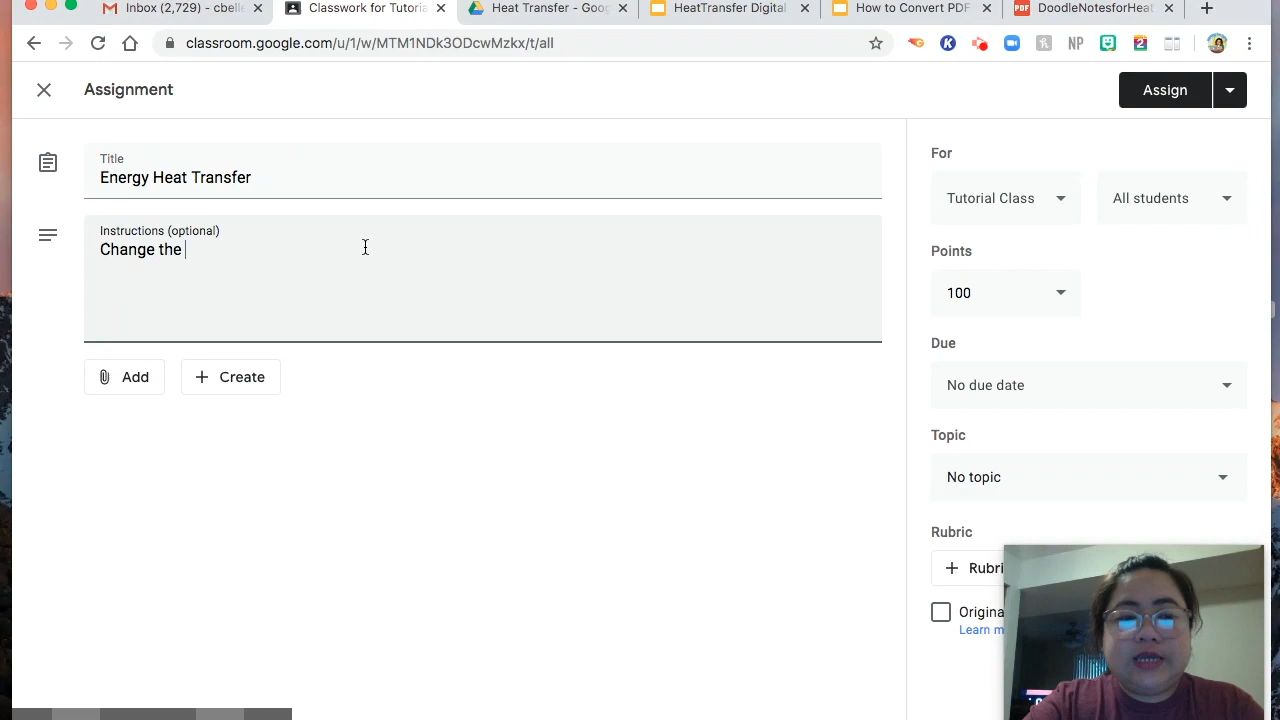 Inbox (2,729) - cbelle
Classwork for Tutoria
Heat Transfer - Goog
HeatTransfer Digital
How to Convert PDF
DoodleNotesforHeat
classroom.google.com/u/1/w/MTM1NDk3ODcwMzkx/t/all
Assignment
Assign
Title
Energy Heat Transfer
Instructions (optional)
Change the
Add
Create
For
Tutorial Class
All students
Points
100
Due
No due date
Topic
No topic
Rubric
Rubri
Origina
Learn m